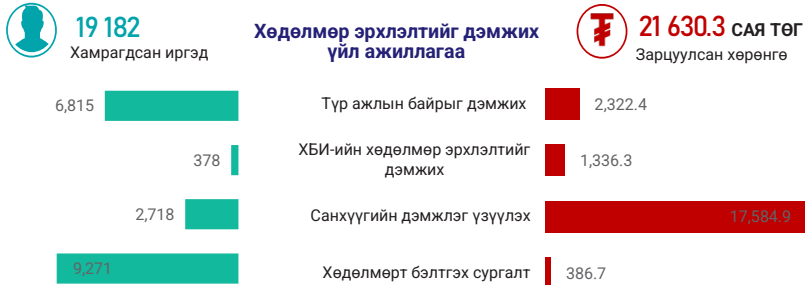 19 182
Хамрагдсан иргэд
Хөдөлмөр эрхлэлтийг дэмжих
үйл ажиллагаа
21 630.3 САЯ ТӨГ
Зарцуулсан хөрөнгө
6,815
Түр ажлын байрыг дэмжих
2,322.4
378
ХБИ-ийн хөдөлмөр эрхлэлтийг
дэмжих
1,336.3
2,718
Санхүүгийн дэмжлэг үзүүлэх
17,584.9
9,271
Хөдөлмөрт бэлтгэх сургалт
386.7